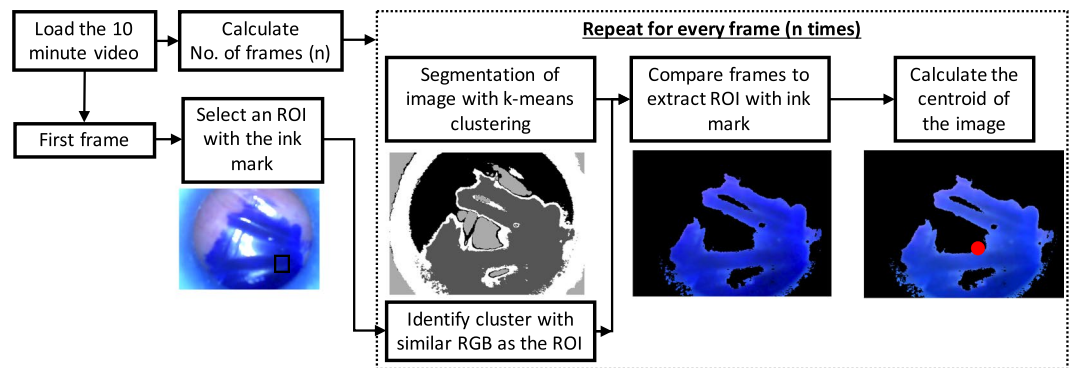 Load the 10
minute video
Calculate
No. of frames (n)
First frame
Select an ROI
with the ink
mark
Repeat for every frame (n times)
Segmentation of
image with k-means
clustering
Compare frames to
extract ROI with ink
mark
Calculate the
centroid of
the image
Identify cluster with
similar RGB as the ROI